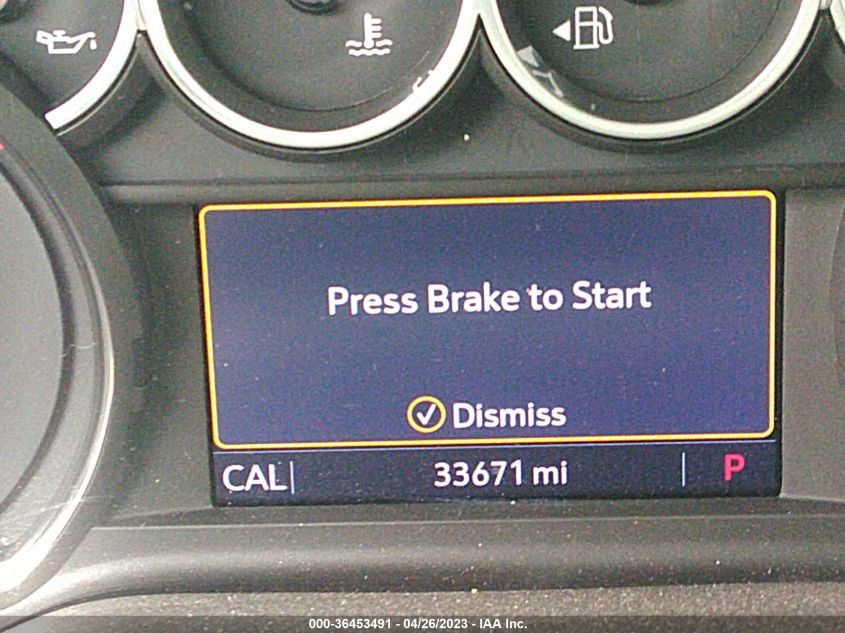 Press Brake to Start
Dismiss
CAL
33671 mi
P
000-36453491 - 04/26/2023 - IAA Inc.